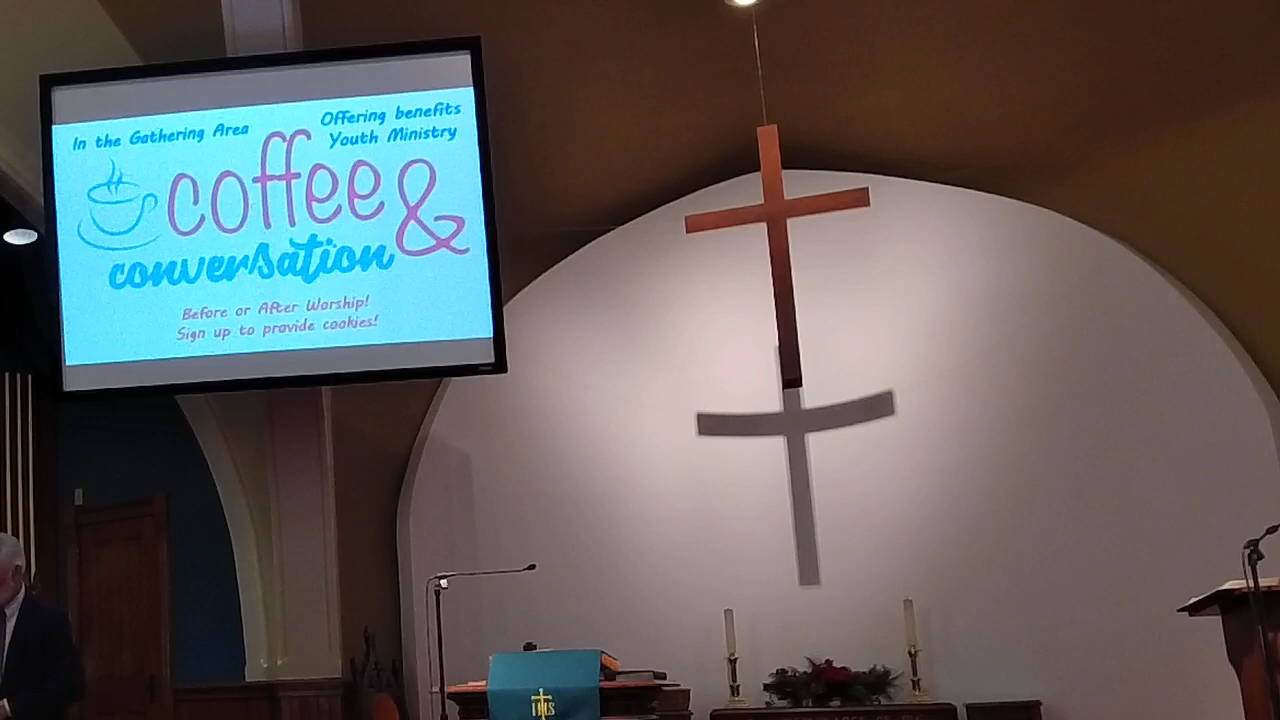 In the Gathering Area
Offering benefits
Youth Ministry
coffee &
conversation
Before or After Worship!
Sign up to provide cookies!
IHS